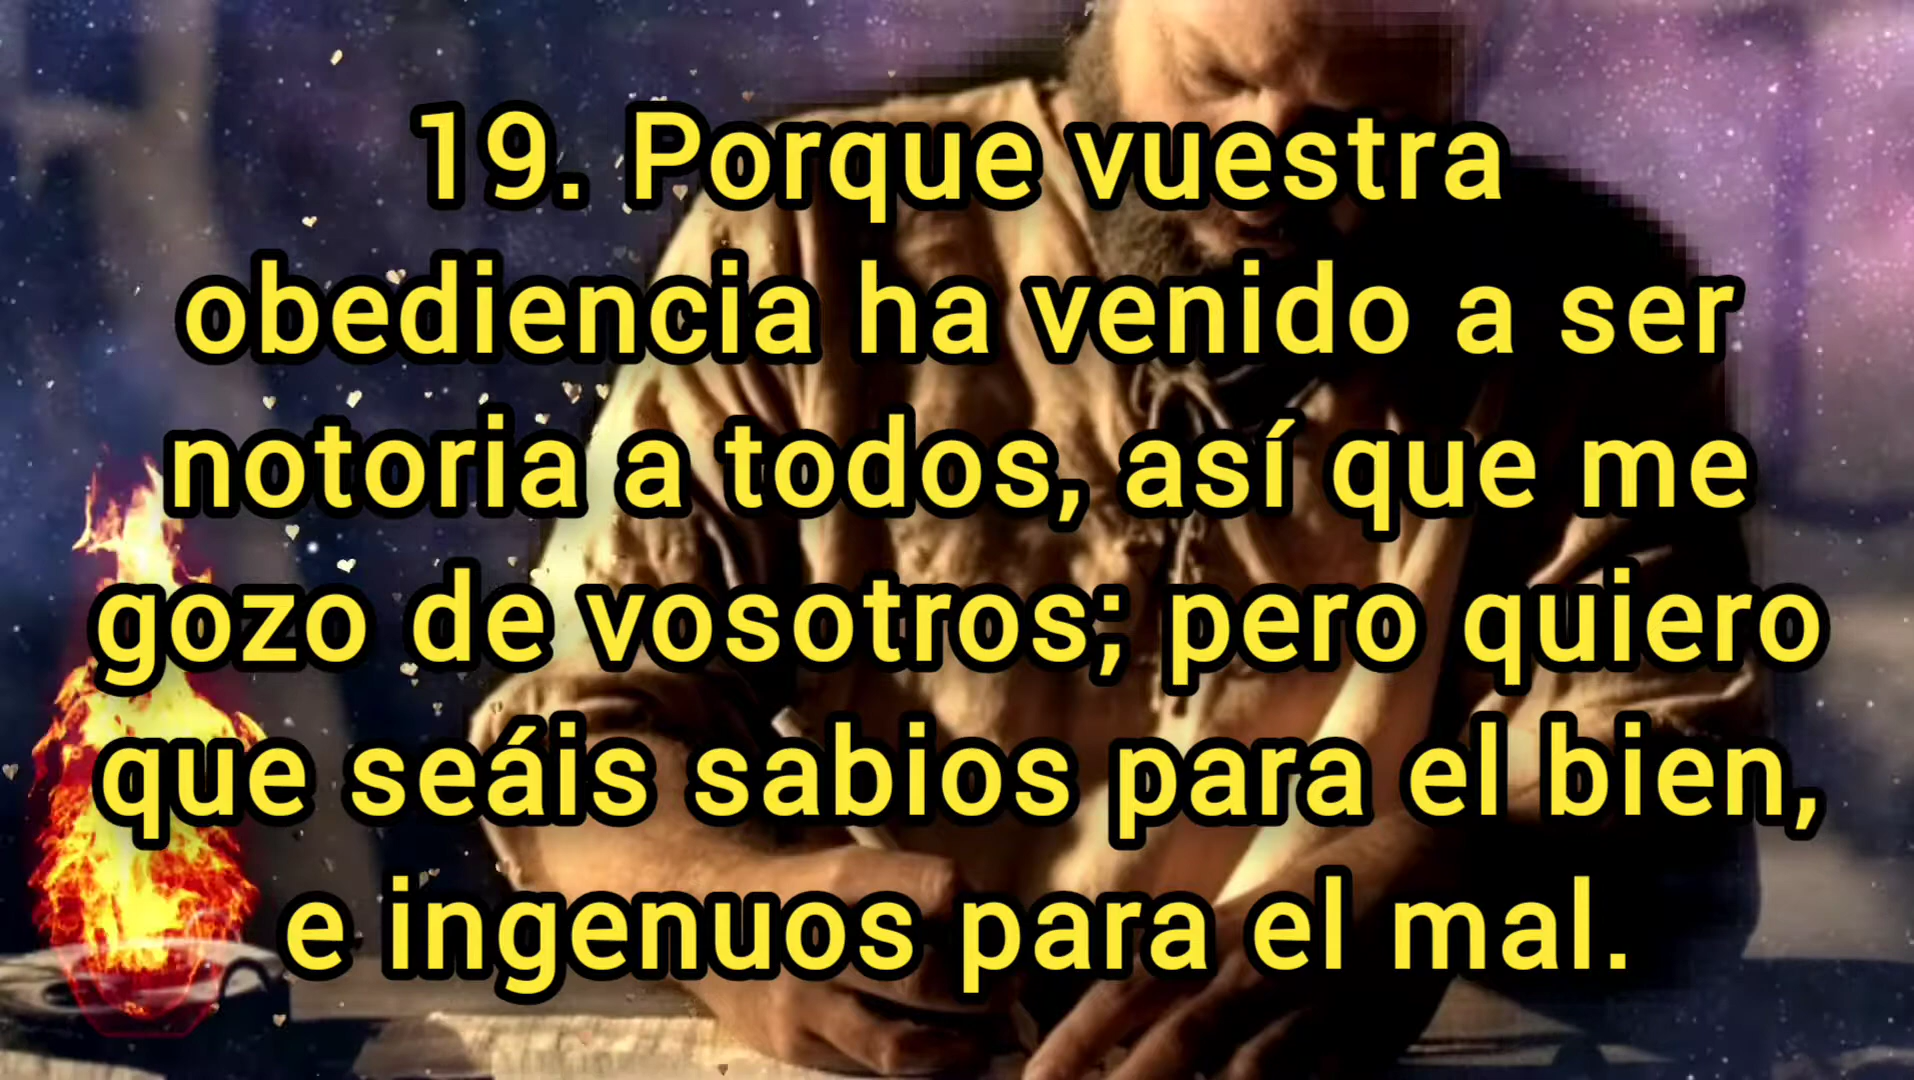 19. Porque vuestra
obediencia ha venido a ser
notoria a todos, así que me
gozo de vosotros; pero quiero
que seáis sabios para el bien,
e ingenuos para el mal.